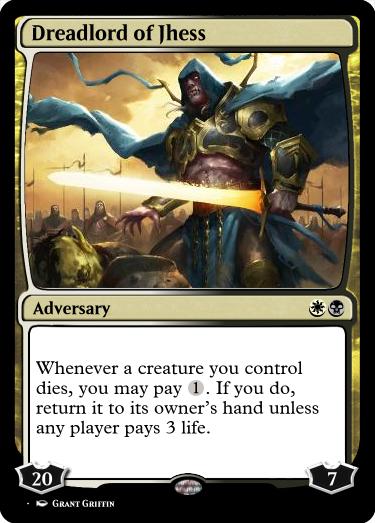 Dreadlord of Jhess
Adversary
Whenever a creature you control
dies, you may pay 1. If you do,
return it to its owner's hand unless
any player pays 3 life.
20
7
Grant Griffin